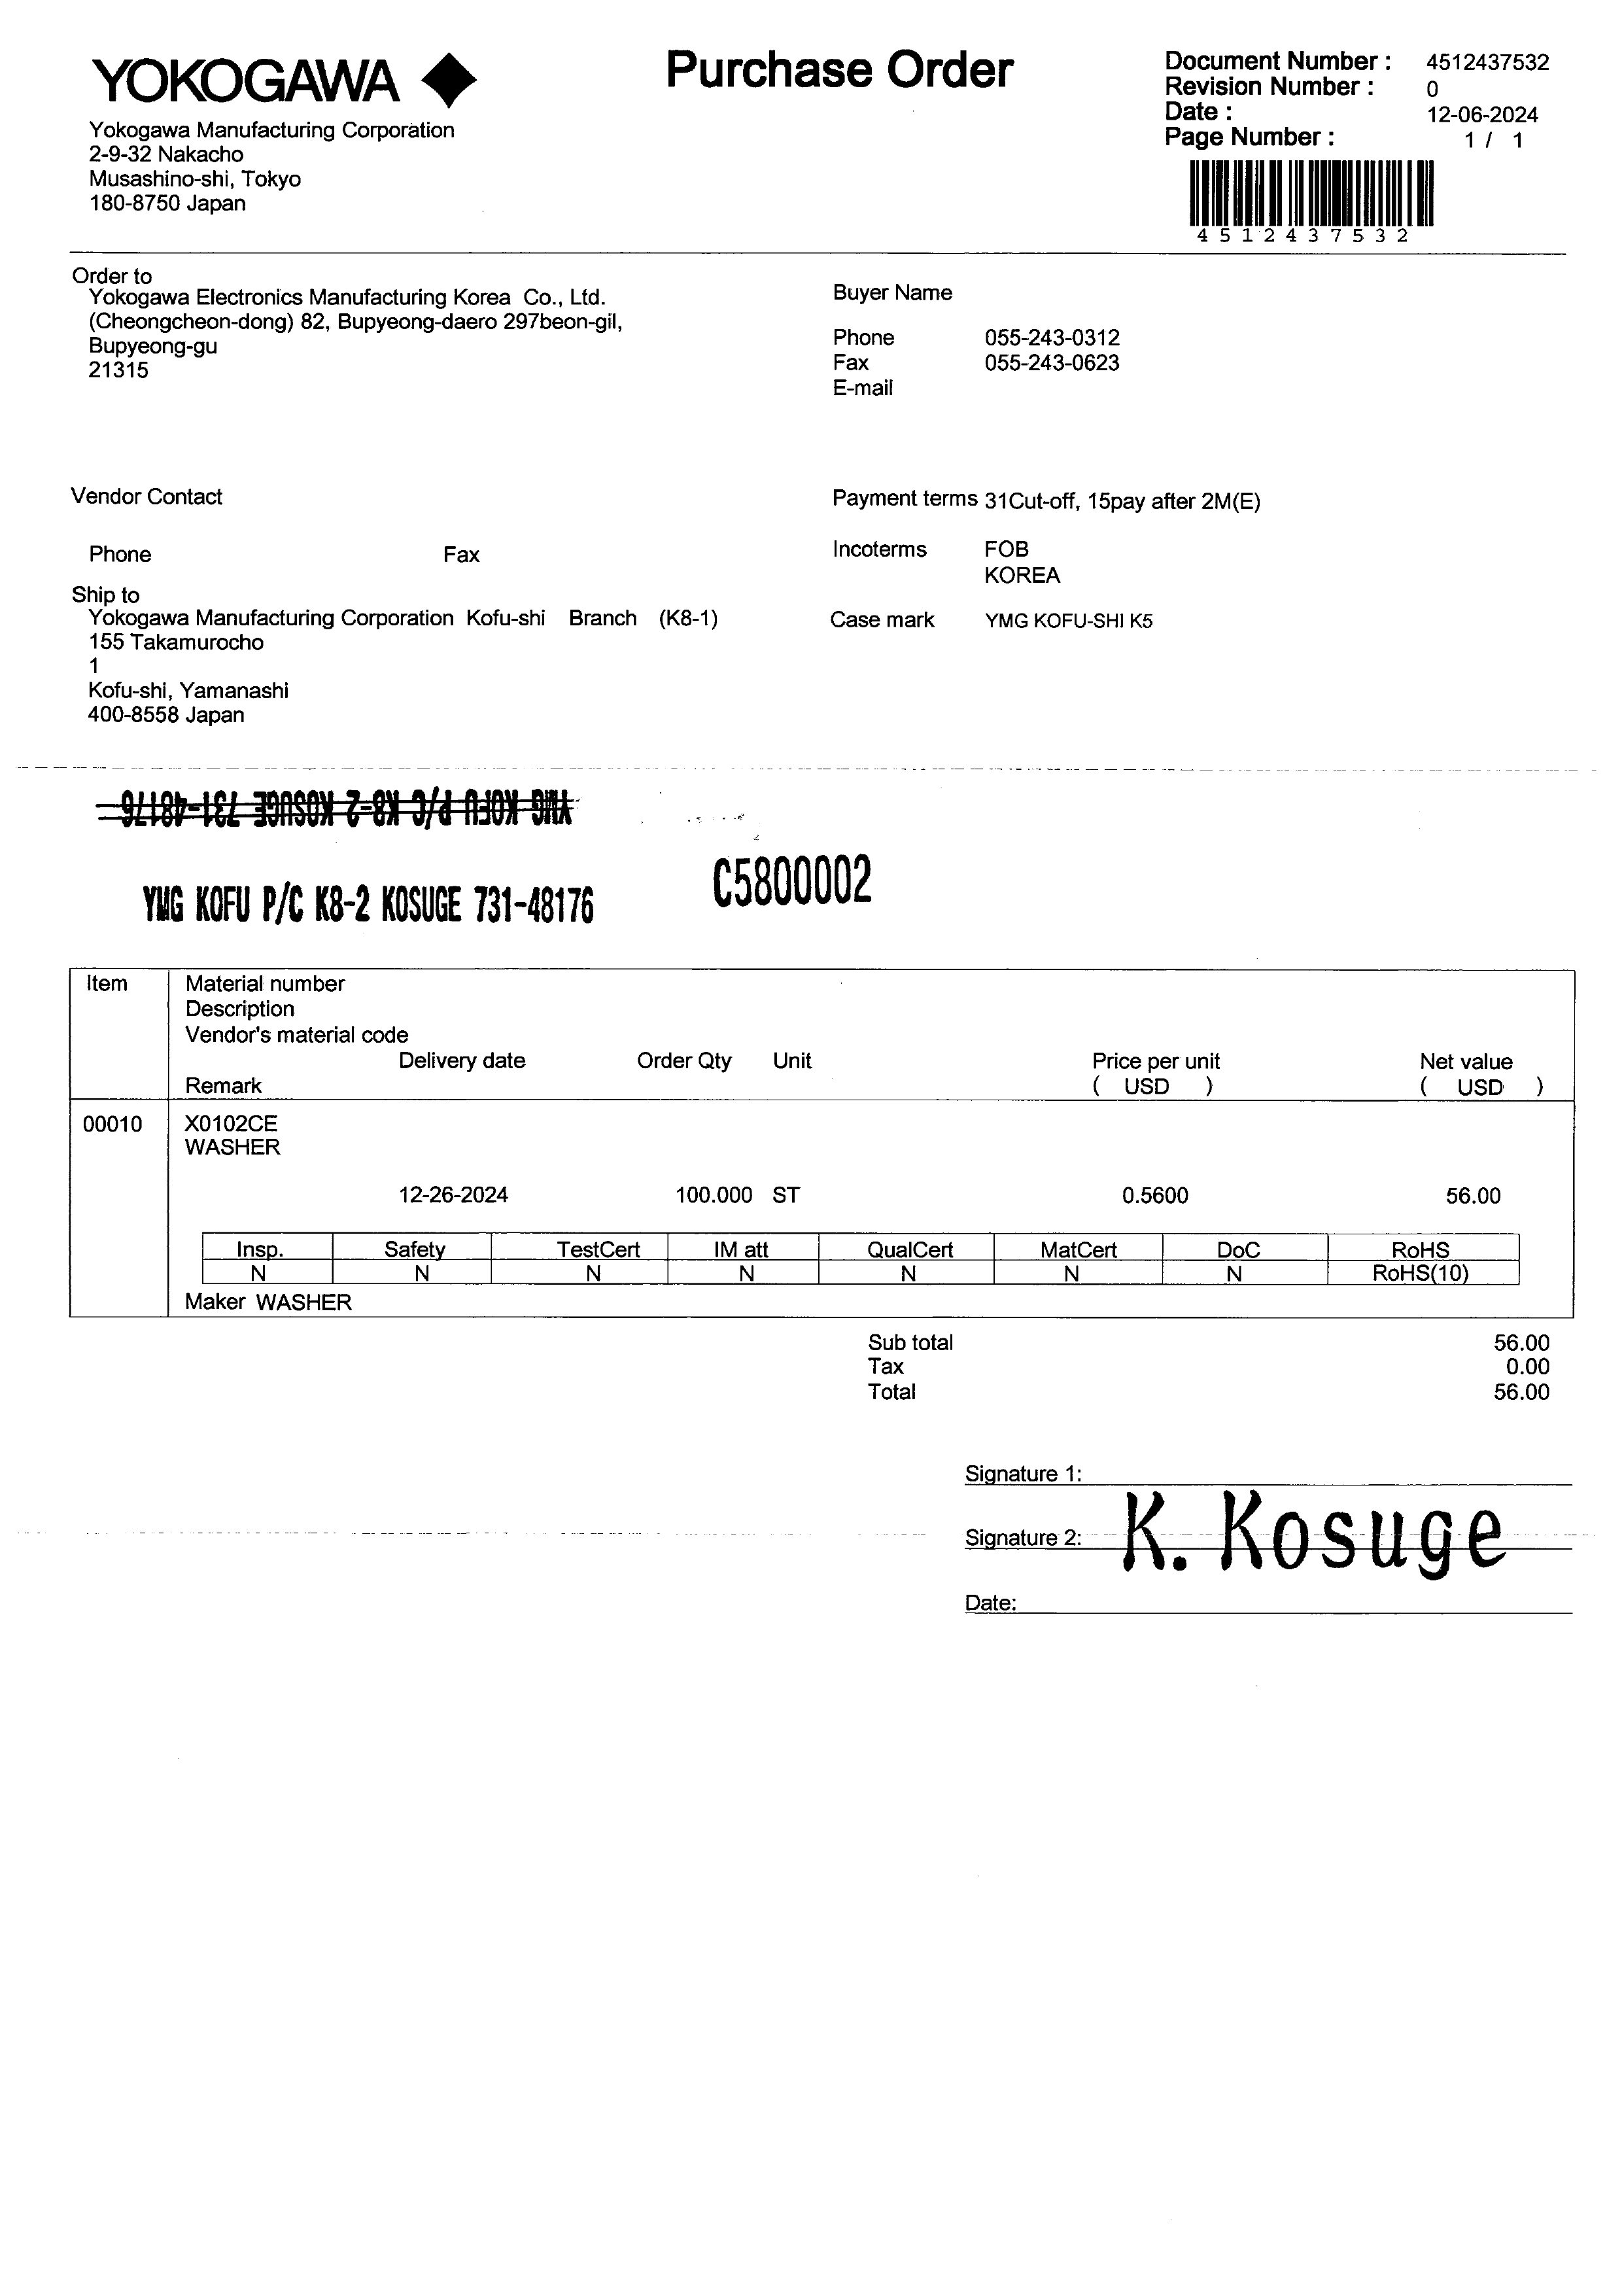 YOKOGAWA
Purchase Order
Document Number : 4512437532
Revision Number : 0
Date : 12-06-2024
Page Number : 1 / 1
4512437532
Yokogawa Manufacturing Corporation
2-9-32 Nakacho
Musashino-shi, Tokyo
180-8750 Japan
Order to
Yokogawa Electronics Manufacturing Korea Co., Ltd.
(Cheongcheon-dong) 82, Bupyeong-daero 297beon-gil,
Bupyeong-gu
21315
Buyer Name
Phone 055-243-0312
Fax 055-243-0623
E-mail
Vendor Contact
Phone Fax
Payment terms 31Cut-off, 15pay after 2M(E)
Incoterms FOB
KOREA
Case mark YMG KOFU-SHI K5
Ship to
Yokogawa Manufacturing Corporation Kofu-shi Branch (K8-1)
155 Takamurocho
1
Kofu-shi, Yamanashi
400-8558 Japan
YMG KOFU P/C K8-2 KOSUGE 731-48176
C5800002
YMG KOFU P/C K8-2 KOSUGE 731-48176
Item Material number
Description
Vendor's material code
Delivery date Order Qty Unit Price per unit Net value
Remark ( USD ) ( USD )
00010 X0102CE
WASHER
12-26-2024 100.000 ST 0.5600 56.00
Insp. Safety TestCert IM att QualCert MatCert DoC RoHS
N N N N N N N RoHS(10)
Maker WASHER
Sub total 56.00
Tax 0.00
Total 56.00
Signature 1:
Signature 2: K. Kosuge
Date: